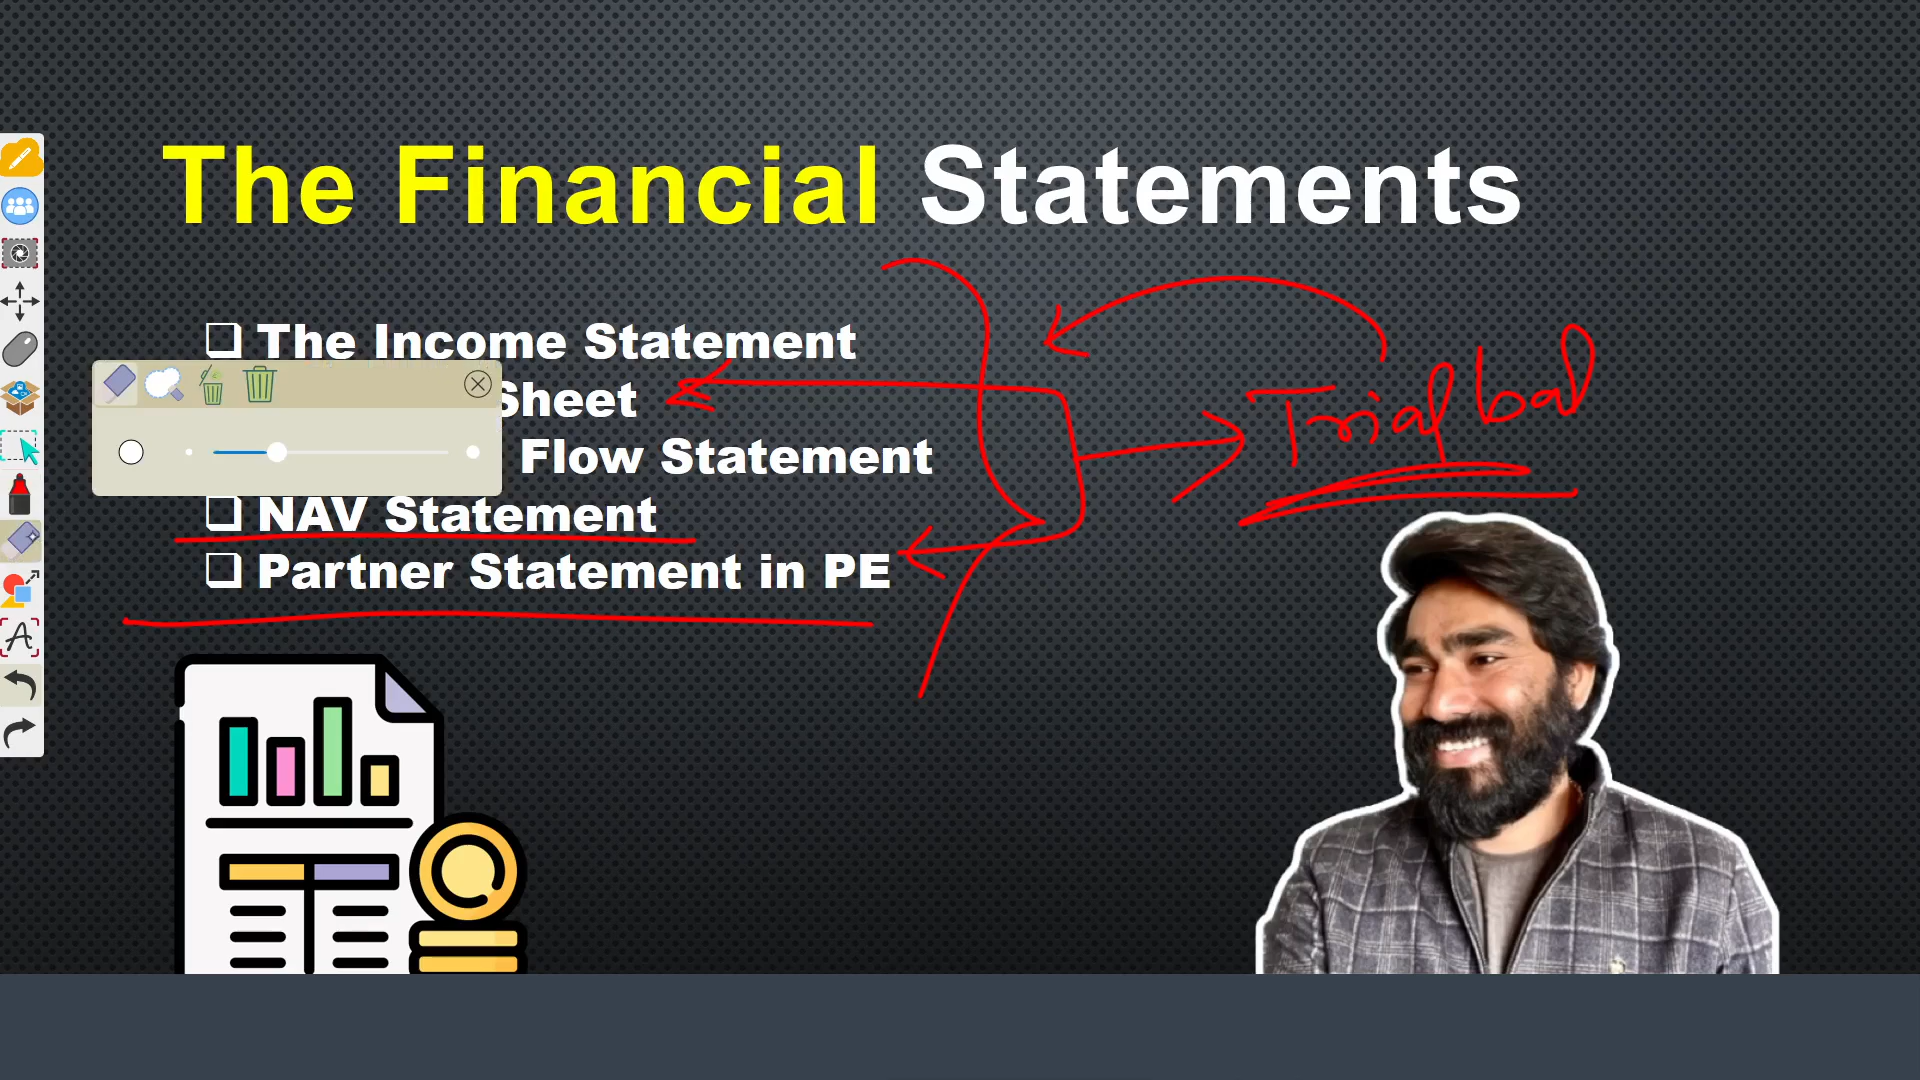 The Financial Statements
❑ The Income Statement
Sheet
Flow Statement
❑ NAV Statement
❑ Partner Statement in PE
Trial bal